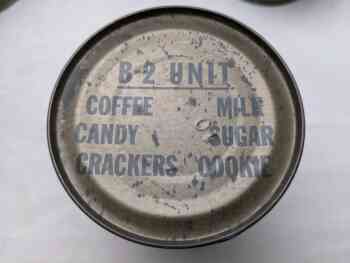 B-2 UNIT
COFFEE MILK
CANDY SUGAR
CRACKERS COOKIE